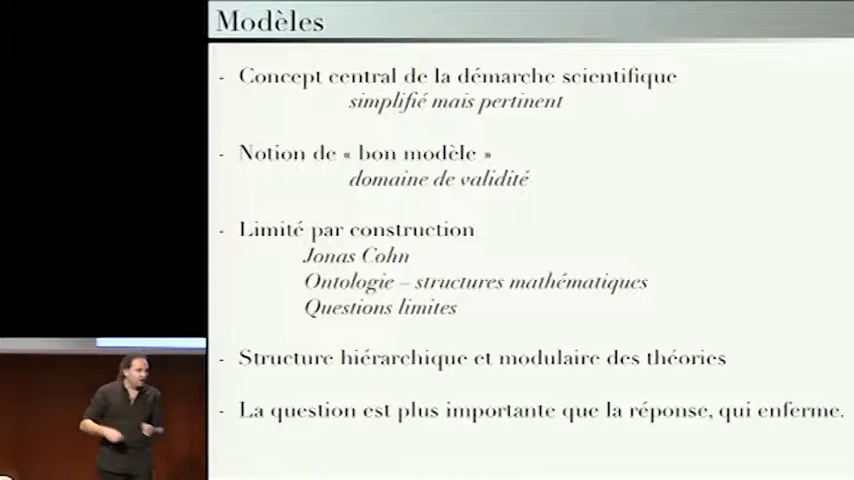 Modèles
- Concept central de la démarche scientifique
simplifié mais pertinent
- Notion de « bon modèle »
domaine de validité
- Limité par construction
Jonas Cohn
Ontologie – structures mathématiques
Questions limites
- Structure hiérarchique et modulaire des théories
- La question est plus importante que la réponse, qui enferme.